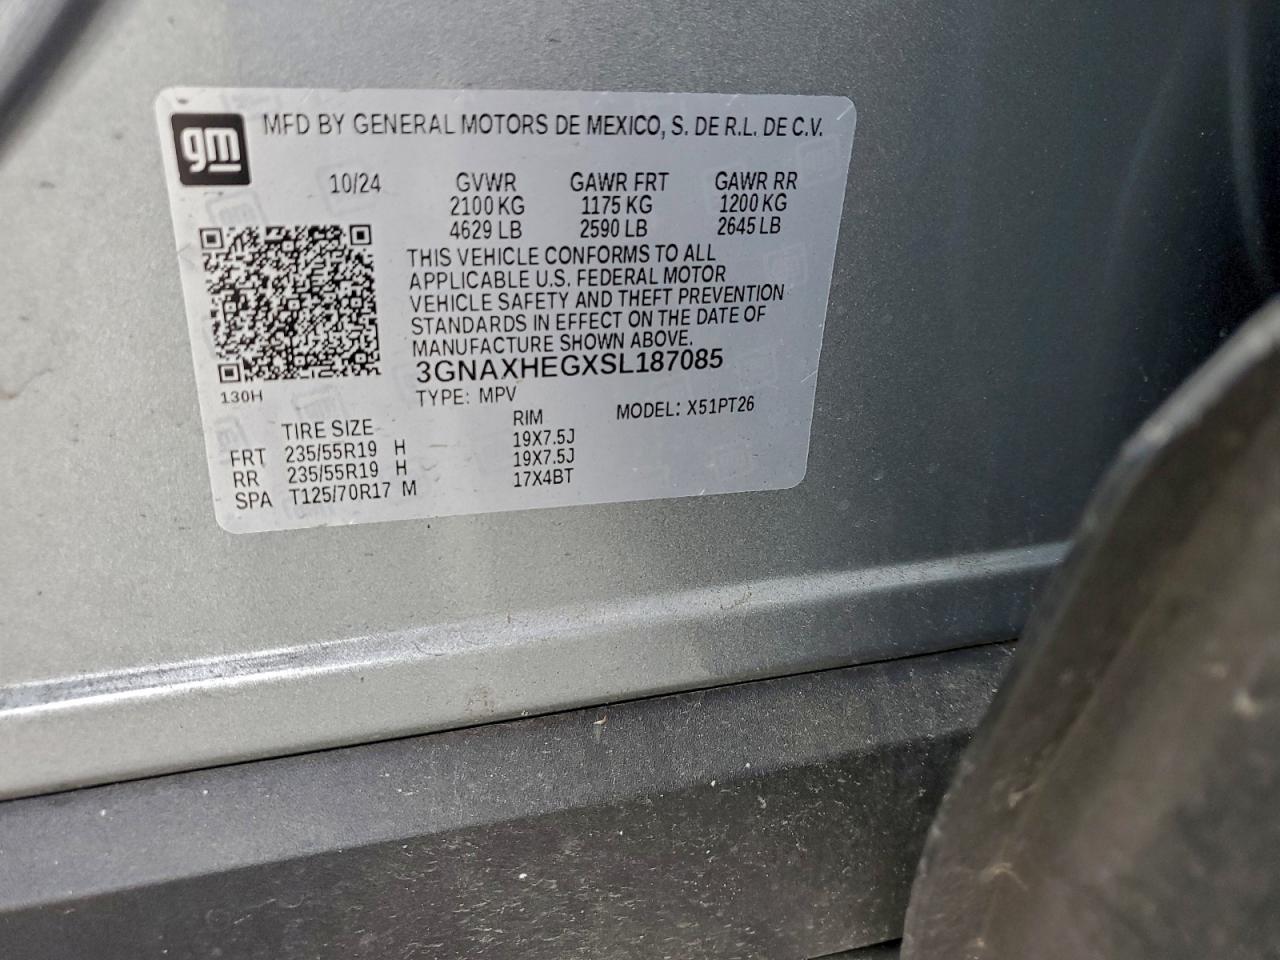 gm
MFD BY GENERAL MOTORS DE MEXICO, S. DE R.L. DE C.V.
10/24 GVWR GAWR FRT GAWR RR
2100 KG 1175 KG 1200 KG
4629 LB 2590 LB 2645 LB
THIS VEHICLE CONFORMS TO ALL
APPLICABLE U.S. FEDERAL MOTOR
VEHICLE SAFETY AND THEFT PREVENTION
STANDARDS IN EFFECT ON THE DATE OF
MANUFACTURE SHOWN ABOVE.
3GNAXHEGXSL187085
130H
TYPE: MPV MODEL: X51PT26
TIRE SIZE RIM
FRT 235/55R19 H 19X7.5J
RR 235/55R19 H 19X7.5J
SPA T125/70R17 M 17X4BT